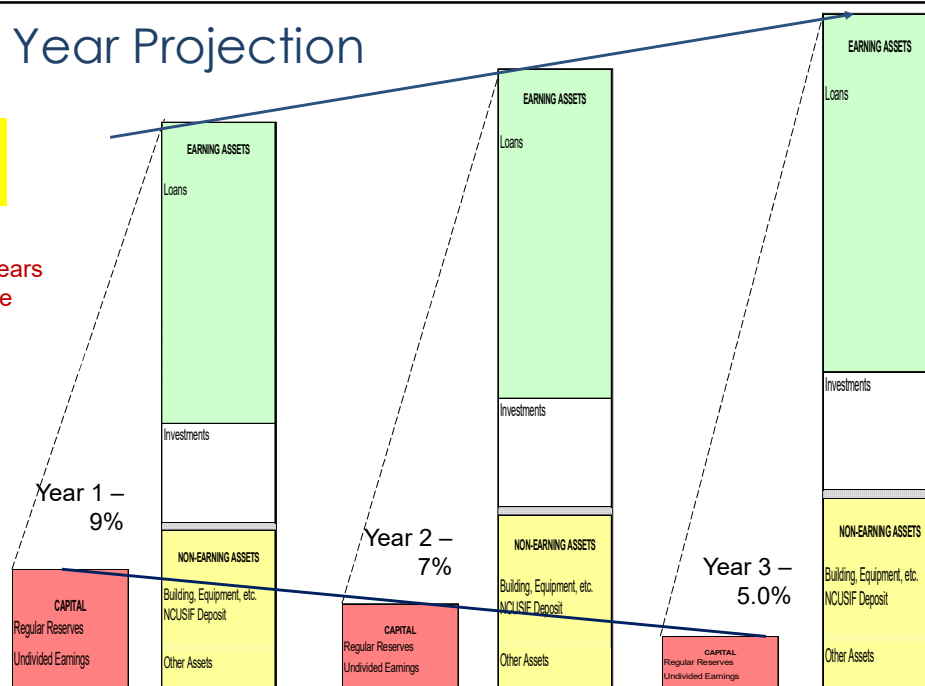 Year Projection
ears
e
Year 1 –
9%
CAPITAL
Regular Reserves
Undivided Earnings
EARNING ASSETS
Loans
Investments
NON-EARNING ASSETS
Building, Equipment, etc.
NCUSIF Deposit
Other Assets
Year 2 –
7%
CAPITAL
Regular Reserves
Undivided Earnings
EARNING ASSETS
Loans
Investments
NON-EARNING ASSETS
Building, Equipment, etc.
NCUSIF Deposit
Other Assets
Year 3 –
5.0%
CAPITAL
Regular Reserves
Undivided Earnings
EARNING ASSETS
Loans
Investments
NON-EARNING ASSETS
Building, Equipment, etc.
NCUSIF Deposit
Other Assets